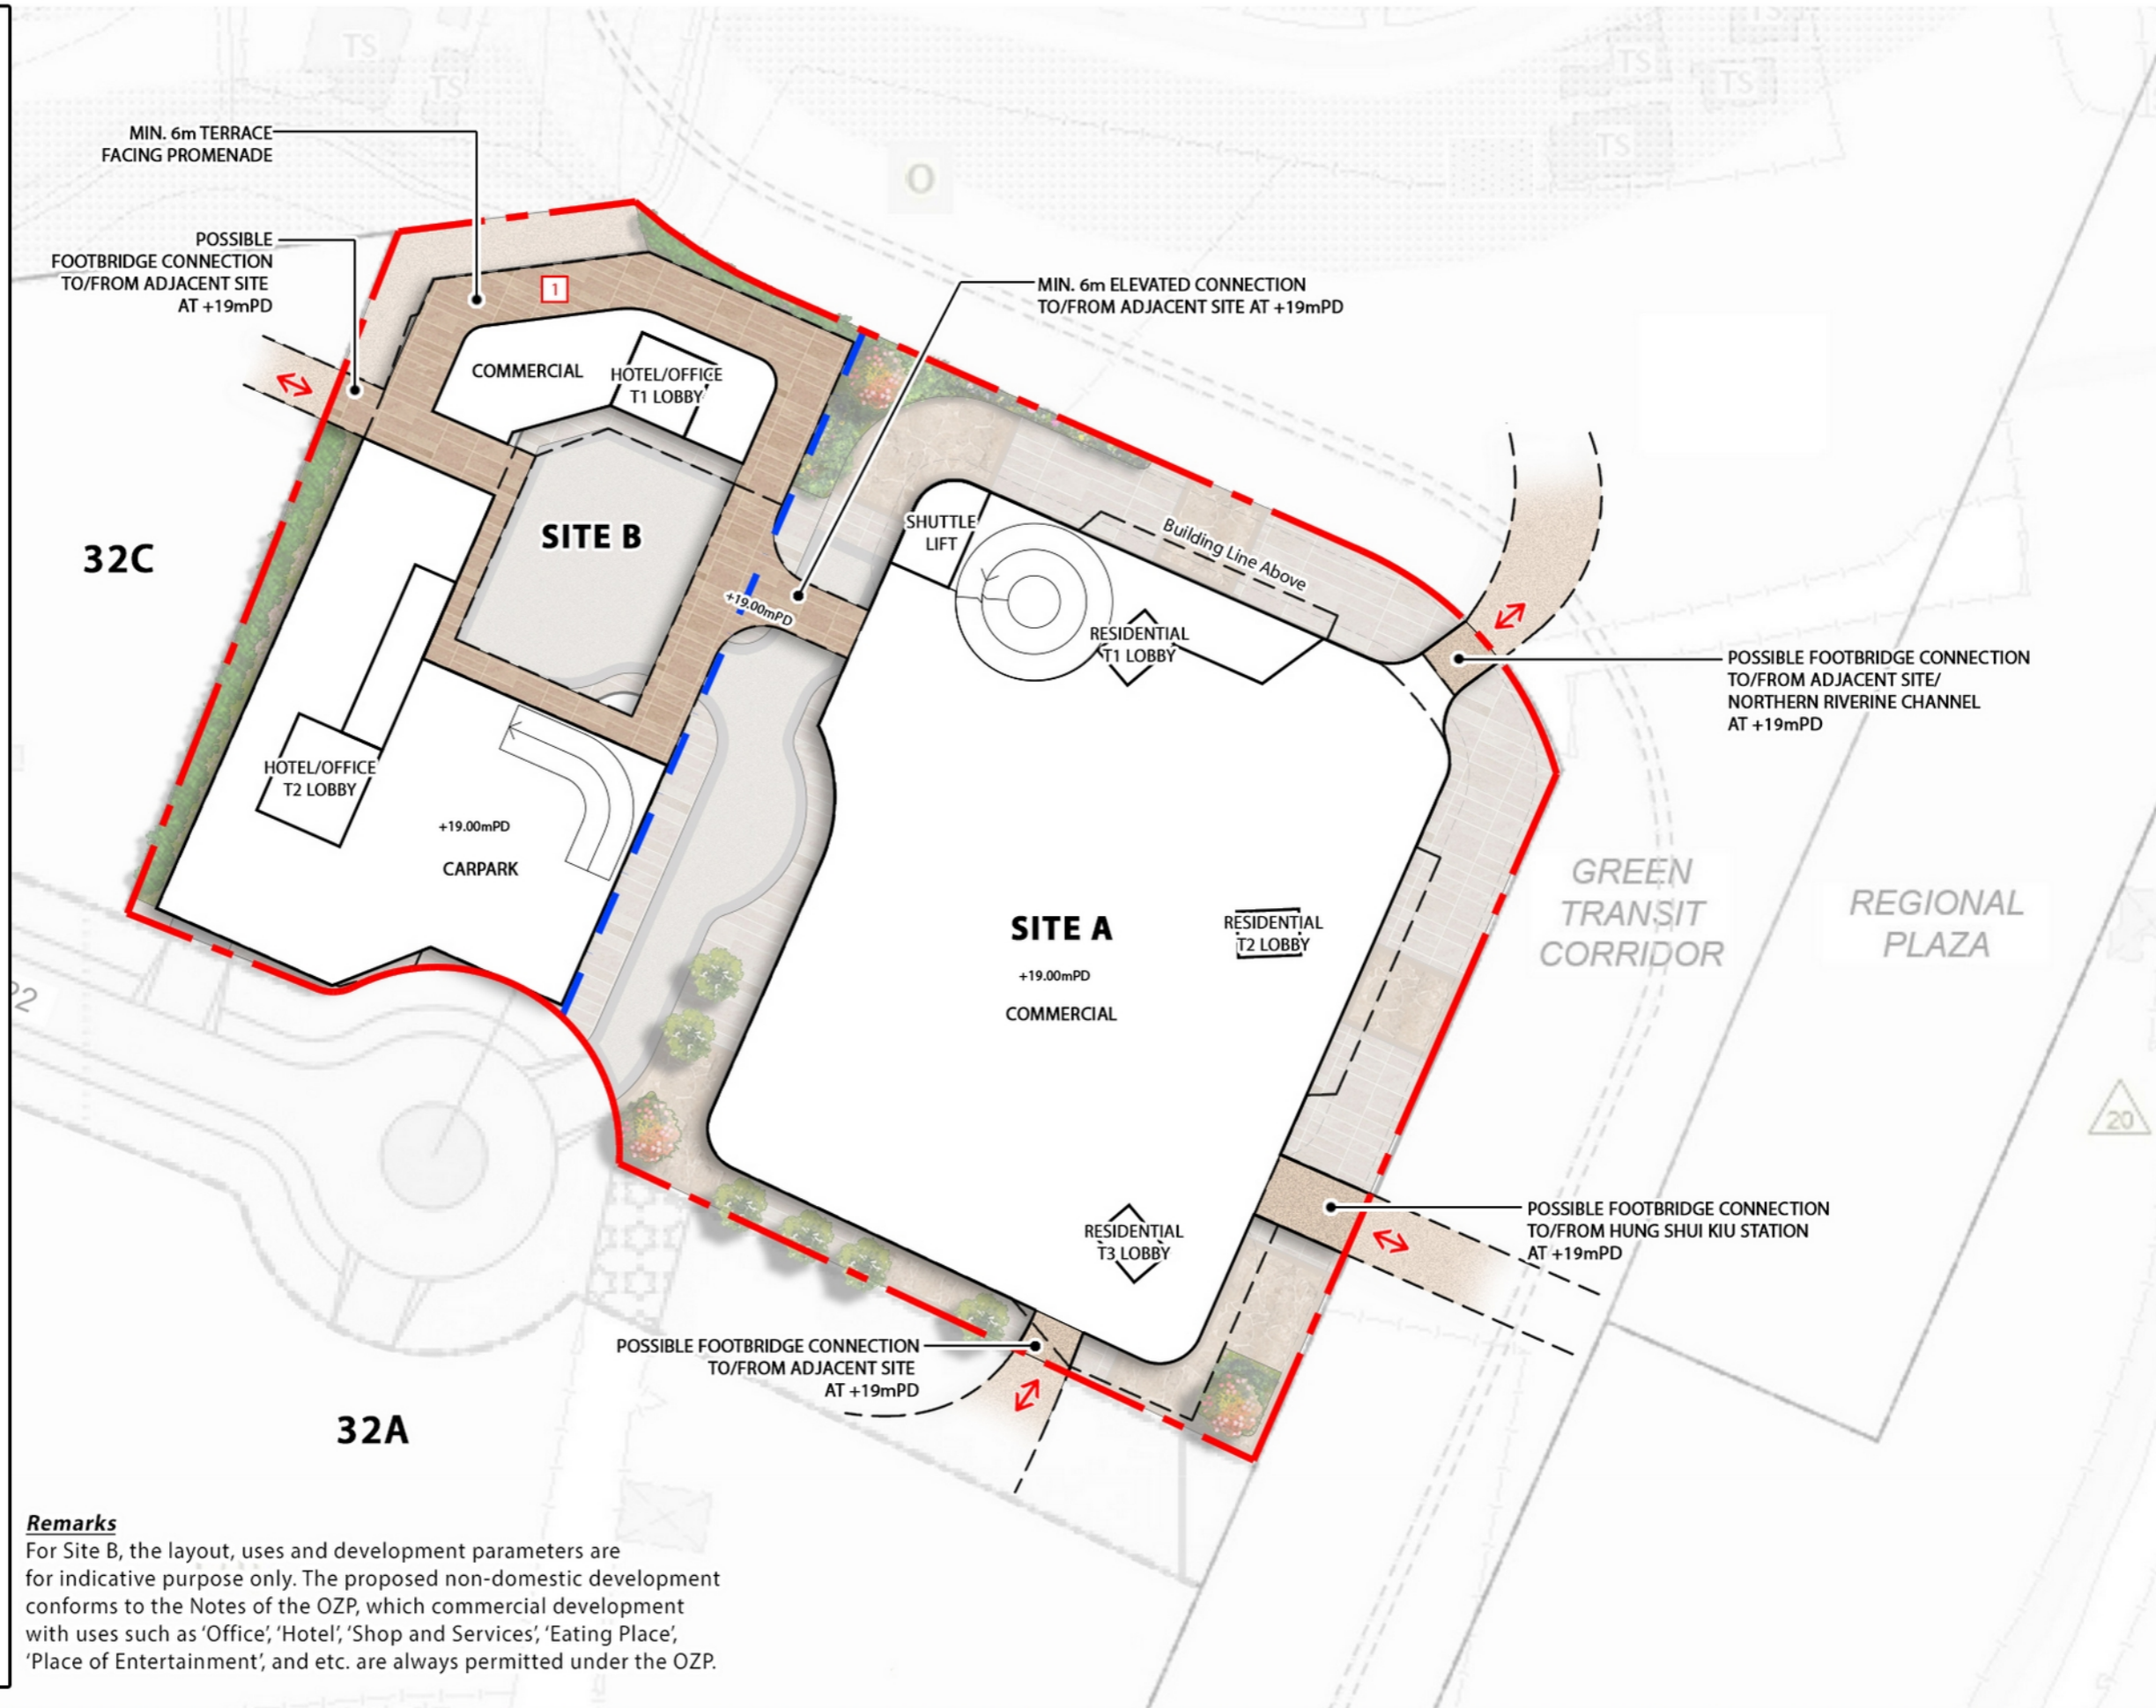 TS
TS
TS
TS
TS
TS
MIN. 6m TERRACE
FACING PROMENADE
O
POSSIBLE
FOOTBRIDGE CONNECTION
TO/FROM ADJACENT SITE
AT +19mPD
1
MIN. 6m ELEVATED CONNECTION
TO/FROM ADJACENT SITE AT +19mPD
COMMERCIAL
HOTEL/OFFICE
T1 LOBBY
32C
SITE B
SHUTTLE
LIFT
Building Line Above
+19.00mPD
RESIDENTIAL
T1 LOBBY
POSSIBLE FOOTBRIDGE CONNECTION
TO/FROM ADJACENT SITE/
NORTHERN RIVERINE CHANNEL
AT +19mPD
HOTEL/OFFICE
T2 LOBBY
+19.00mPD
CARPARK
SITE A
+19.00mPD
COMMERCIAL
RESIDENTIAL
T2 LOBBY
GREEN
TRANSIT
CORRIDOR
REGIONAL
PLAZA
20
RESIDENTIAL
T3 LOBBY
POSSIBLE FOOTBRIDGE CONNECTION
TO/FROM HUNG SHUI KIU STATION
AT +19mPD
POSSIBLE FOOTBRIDGE CONNECTION
TO/FROM ADJACENT SITE
AT +19mPD
32A
Remarks
For Site B, the layout, uses and development parameters are
for indicative purpose only. The proposed non-domestic development
conforms to the Notes of the OZP, which commercial development
with uses such as ‘Office’, ‘Hotel’, ‘Shop and Services’, ‘Eating Place’,
‘Place of Entertainment’, and etc. are always permitted under the OZP.